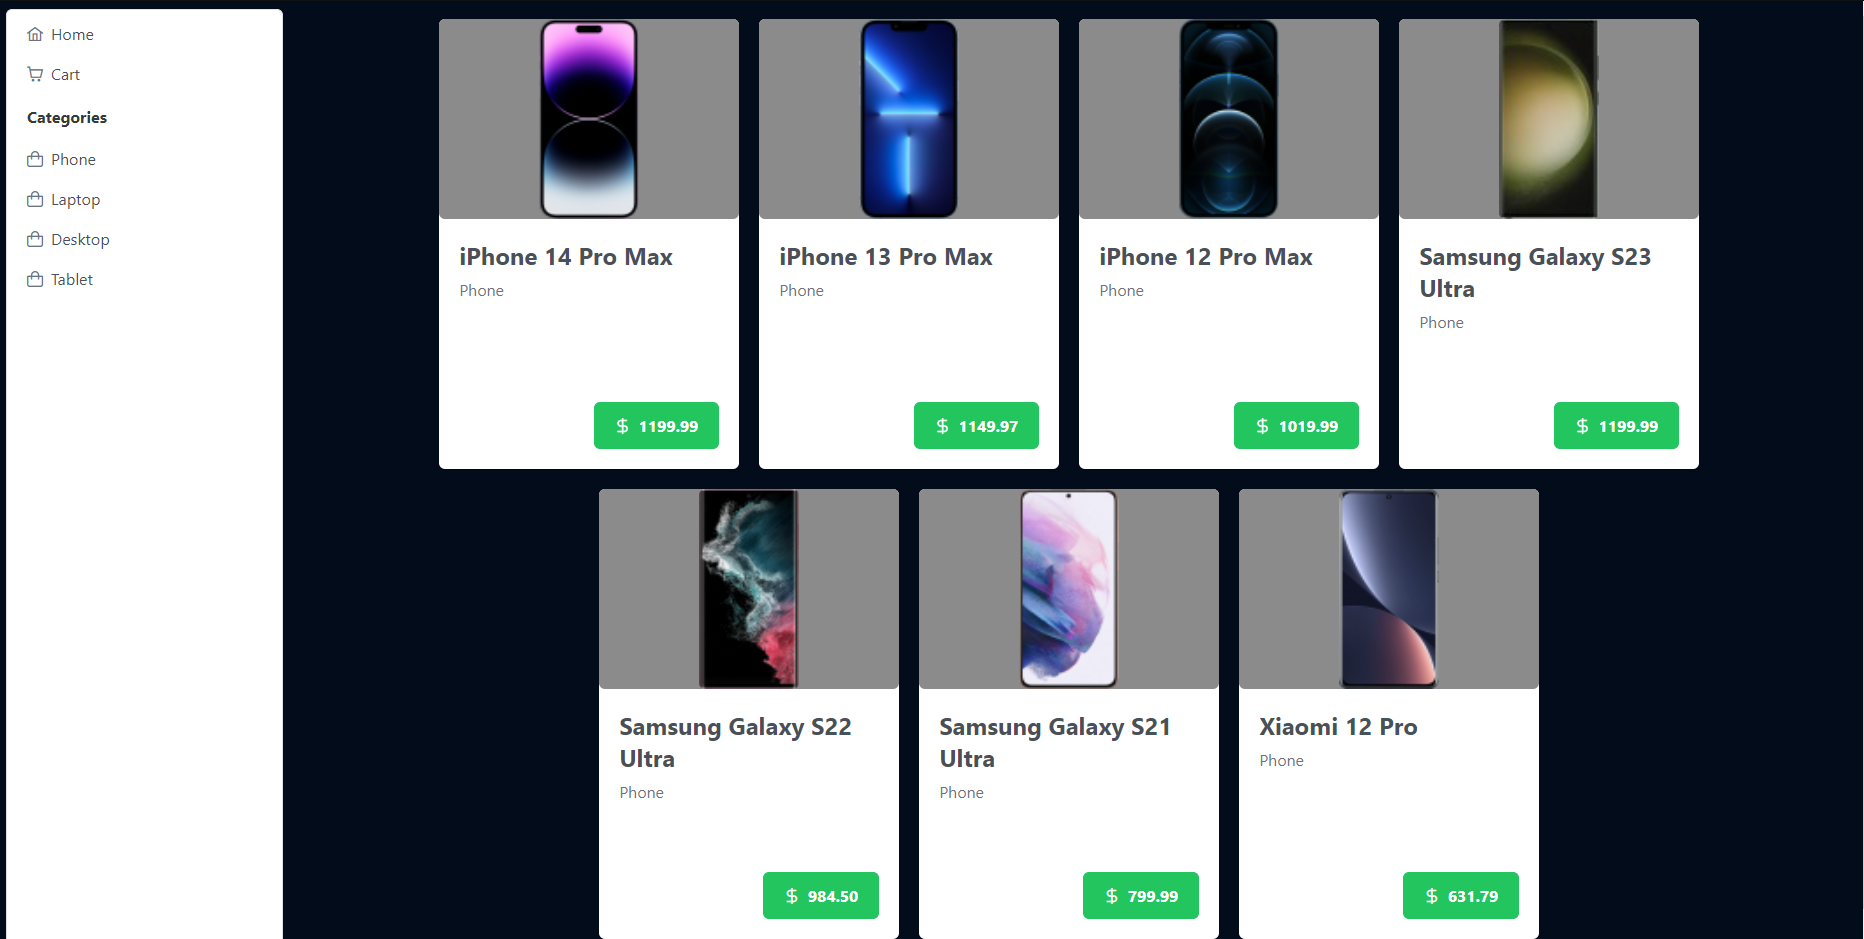 Home
Cart
Categories
Phone
Laptop
Desktop
Tablet
iPhone 14 Pro Max
Phone
$ 1199.99
iPhone 13 Pro Max
Phone
$ 1149.97
iPhone 12 Pro Max
Phone
$ 1019.99
Samsung Galaxy S23
Ultra
Phone
$ 1199.99
Samsung Galaxy S22
Ultra
Phone
$ 984.50
Samsung Galaxy S21
Ultra
Phone
$ 799.99
Xiaomi 12 Pro
Phone
$ 631.79